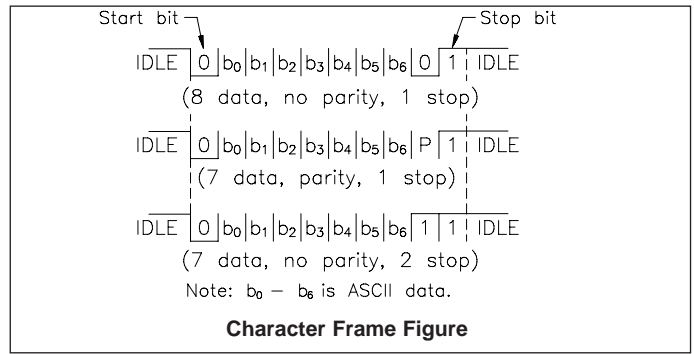 Start bit Stop bit
IDLE 0 b₀ b₁ b₂ b₃ b₄ b₅ b₆ 0 1 IDLE
(8 data, no parity, 1 stop)
IDLE 0 b₀ b₁ b₂ b₃ b₄ b₅ b₆ P 1 IDLE
(7 data, parity, 1 stop)
IDLE 0 b₀ b₁ b₂ b₃ b₄ b₅ b₆ 1 1 IDLE
(7 data, no parity, 2 stop)
Note: b₀ – b₆ is ASCII data.
Character Frame Figure